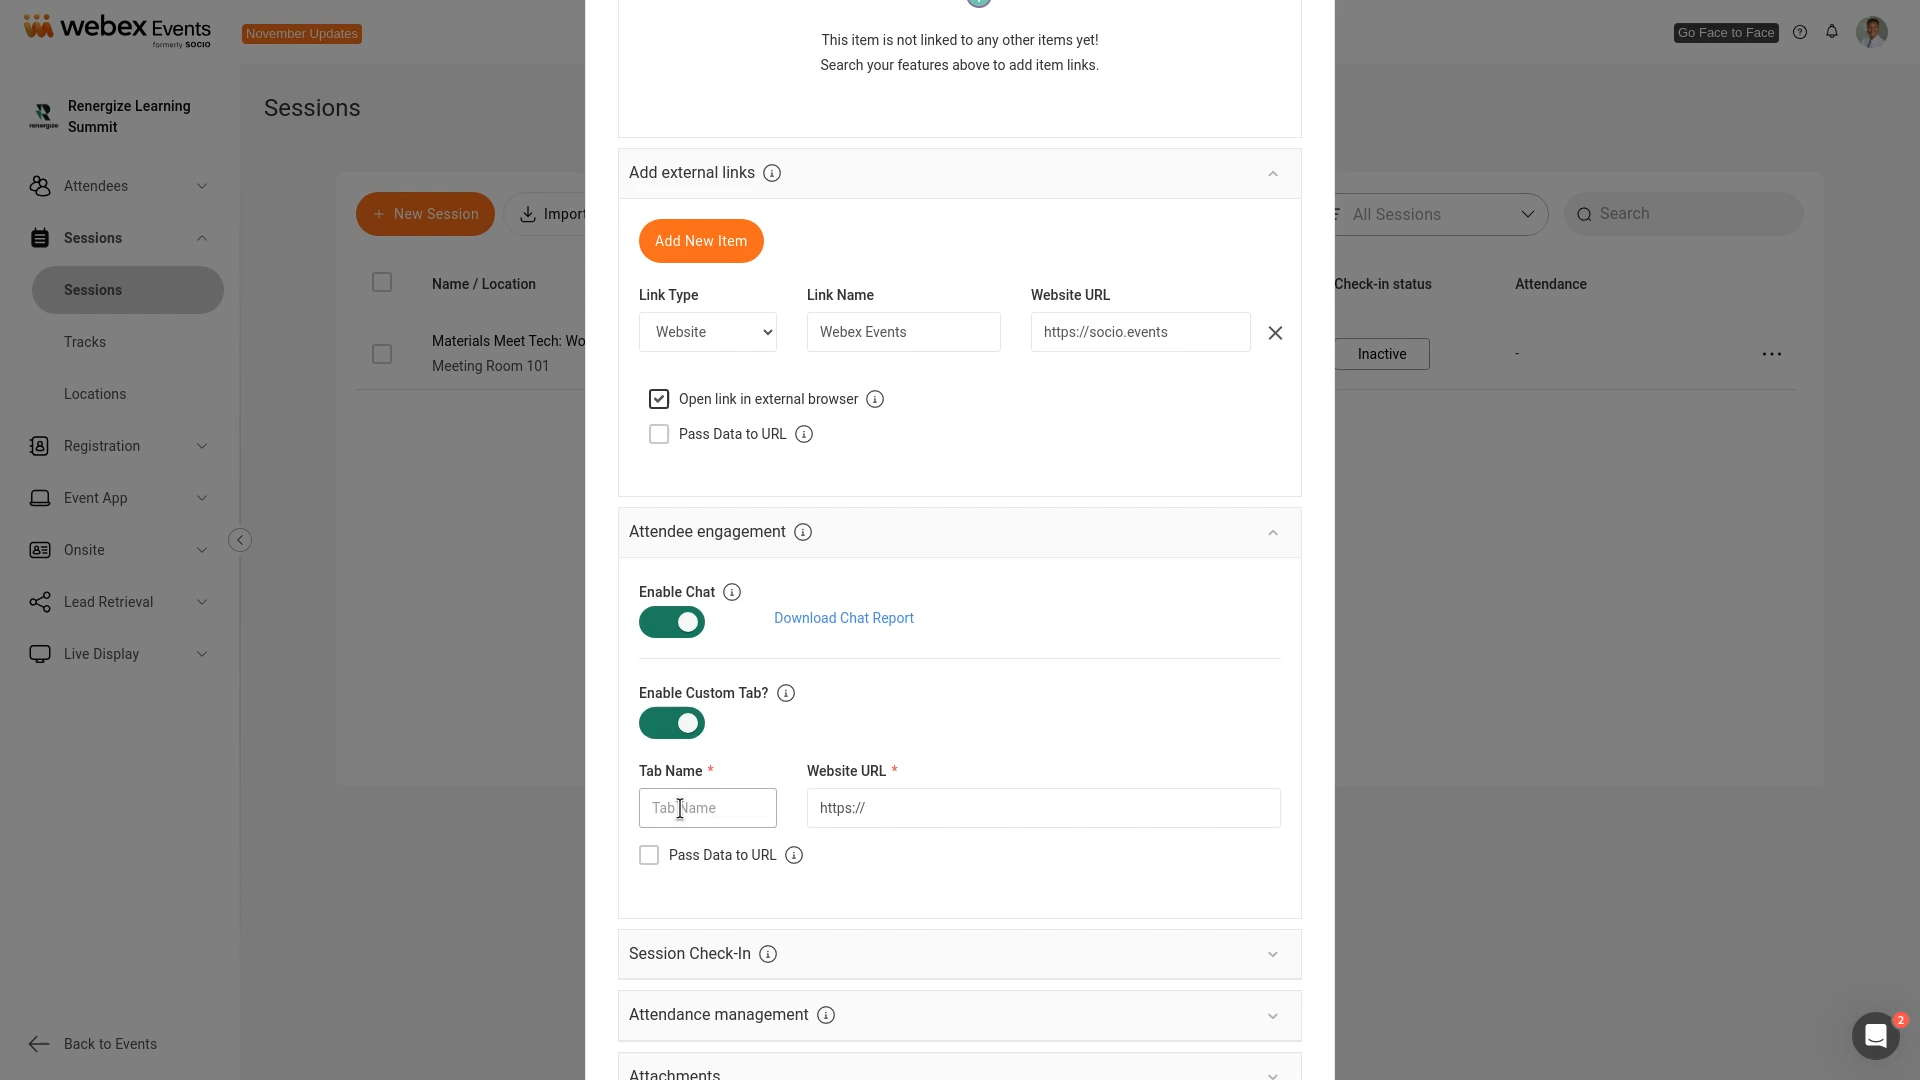 webex Events
formerly SOCIO
November Updates
Go Face to Face
Renergize Learning
Summit
renergize
Attendees
Sessions
Sessions
Tracks
Locations
Registration
Event App
Onsite
Lead Retrieval
Live Display
Back to Events
Sessions
+ New Session
Import
All Sessions
Search
Name / Location
Check-in status
Attendance
Materials Meet Tech: Wo
Meeting Room 101
Inactive
-
This item is not linked to any other items yet!
Search your features above to add item links.
Add external links
Add New Item
Link Type
Link Name
Website URL
Website
Webex Events
https://socio.events
Open link in external browser
Pass Data to URL
Attendee engagement
Enable Chat
Download Chat Report
Enable Custom Tab?
Tab Name *
Website URL *
Tab Name
https://
Pass Data to URL
Session Check-In
Attendance management
Attachments
2